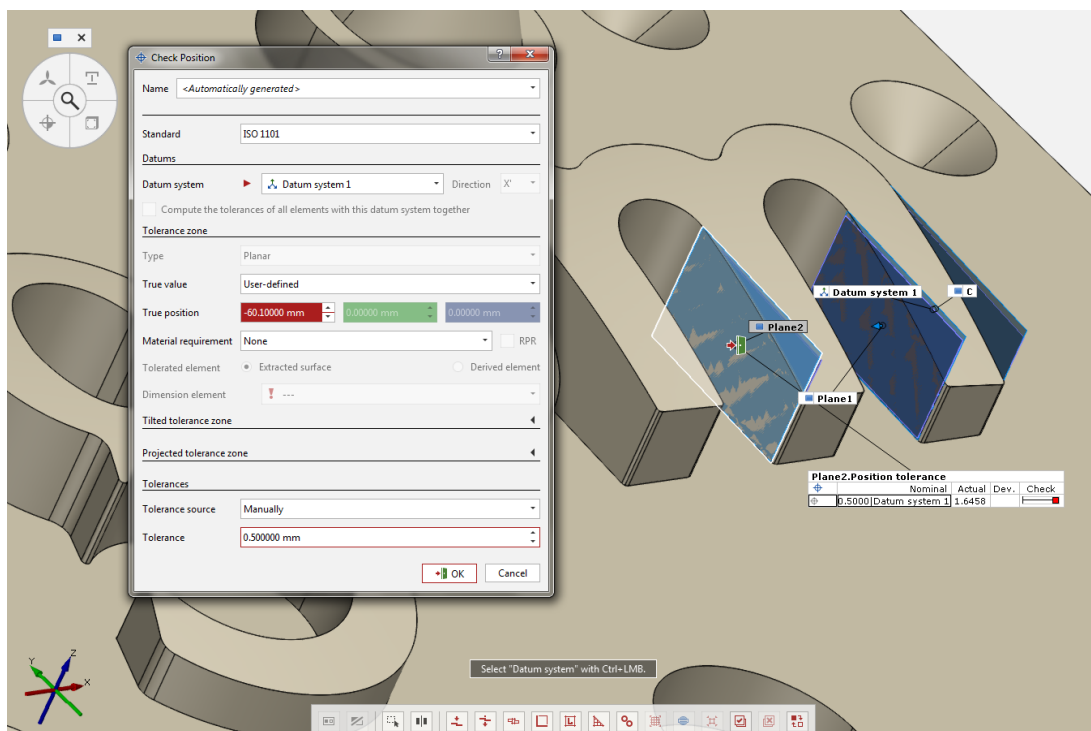 Check Position
Name <Automatically generated>
Standard ISO 1101
Datums
Datum system Datum system 1 Direction X'
Compute the tolerances of all elements with this datum system together
Tolerance zone
Type Planar
True value User-defined
True position -60.10000 mm 0.00000 mm 0.00000 mm
Material requirement None RPR
Tolerated element Extracted surface Derived element
Dimension element ! ---
Tilted tolerance zone
Projected tolerance zone
Tolerances
Tolerance source Manually
Tolerance 0.500000 mm
OK Cancel
Datum system 1
C
Plane2
Plane1
Plane2.Position tolerance
Nominal Actual Dev. Check
0.5000|Datum system 1 1.6458
Select "Datum system" with Ctrl+LMB.
Y Z X